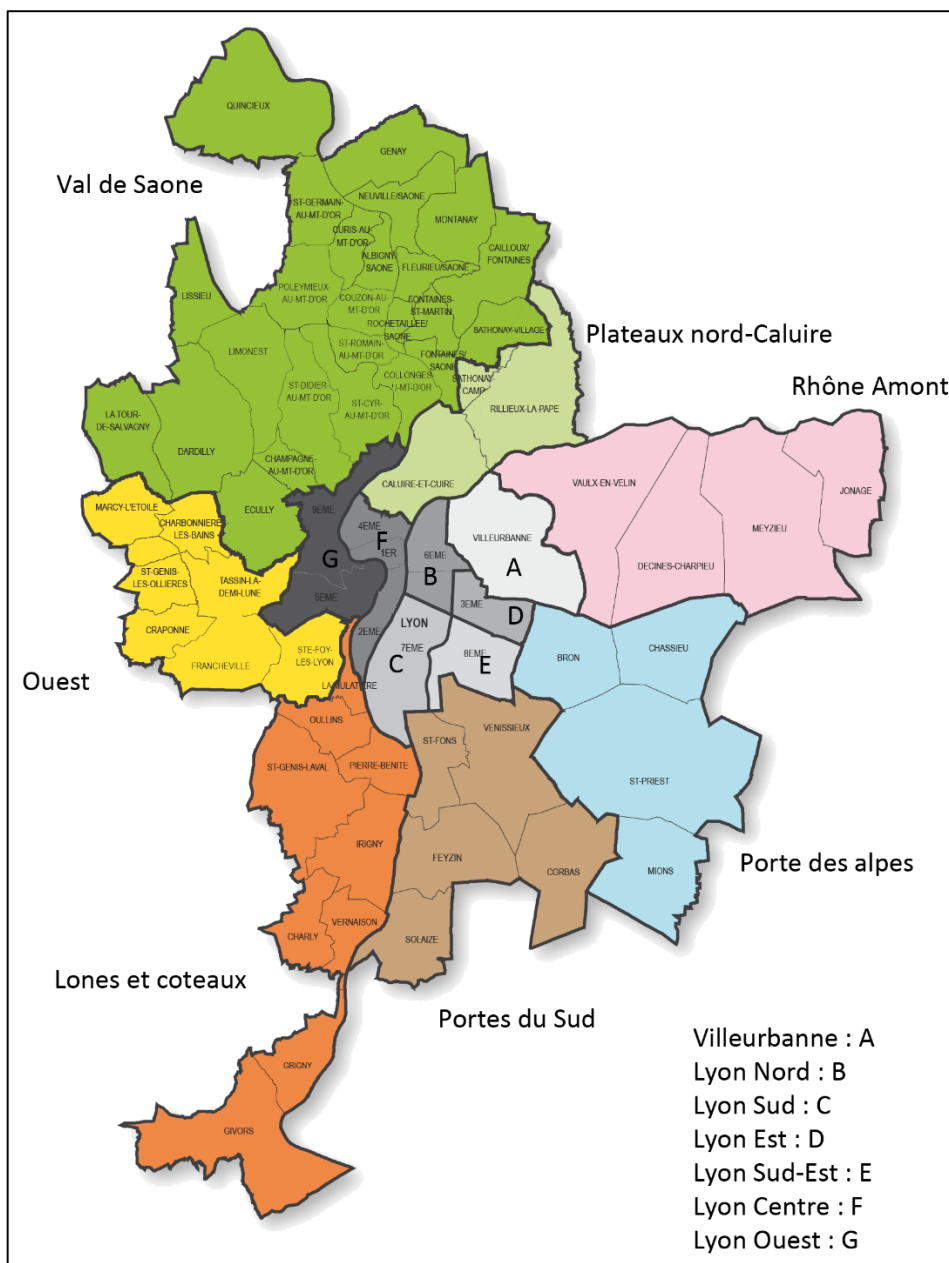 QUINCIEUX
Val de Saone
GENAY
NEUVILLE/SAONE
ST-GERMAIN-
AU-MT-D'OR
MONTANAY
CURIS-AU-
MT-D'OR
ALBIGNY/
SAONE
CAILLOUX/
FONTAINES
FLEURIEU/SAONE
LISSIEU
POLEYMIEUX-
AU-MT-D'OR
COUZON-AU-
MT-D'OR
FONTAINES-
ST-MARTIN
ROCHETAILLEE/
SAONE
SATHONAY-VILLAGE
Plateaux nord-Caluire
LIMONEST
ST-ROMAIN-
AU-MT-D'OR
FONTAINES/
SAONE
ST-DIDIER-
AU-MT-D'OR
COLLONGES-
AU-MT-D'OR
SATHONAY-
CAMP
RILLIEUX-LA-PAPE
Rhône Amont
ST-CYR-
AU-MT-D'OR
LA TOUR-
DE-SALVAGNY
DARDILLY
CHAMPAGNE-
AU-MT-D'OR
CALUIRE-ET-CUIRE
VAULX-EN-VELIN
JONAGE
MEYZIEU
MARCY-L'ETOILE
ECULLY
9EME
CHARBONNIERE
LES-BAINS
4EME
F
1ER
VILLEURBANNE
A
6EME
B
G
DECINES-CHARPIEU
ST-GENIS-
LES-OLLIERES
TASSIN-LA-
DEMI-LUNE
5EME
3EME
D
CRAPONNE
2EME
LYON
7EME
C
8EME
E
STE-FOY-
LES-LYON
FRANCHEVILLE
BRON
CHASSIEU
Ouest
LA MULATIERE
OULLINS
ST-GENIS-LAVAL
PIERRE-BENITE
ST-FONS
VENISSIEUX
ST-PRIEST
IRIGNY
FEYZIN
CORBAS
MIONS
Porte des alpes
VERNAISON
CHARLY
SOLAIZE
Lones et coteaux
Portes du Sud
GRIGNY
GIVORS
Villeurbanne : A
Lyon Nord : B
Lyon Sud : C
Lyon Est : D
Lyon Sud-Est : E
Lyon Centre : F
Lyon Ouest : G